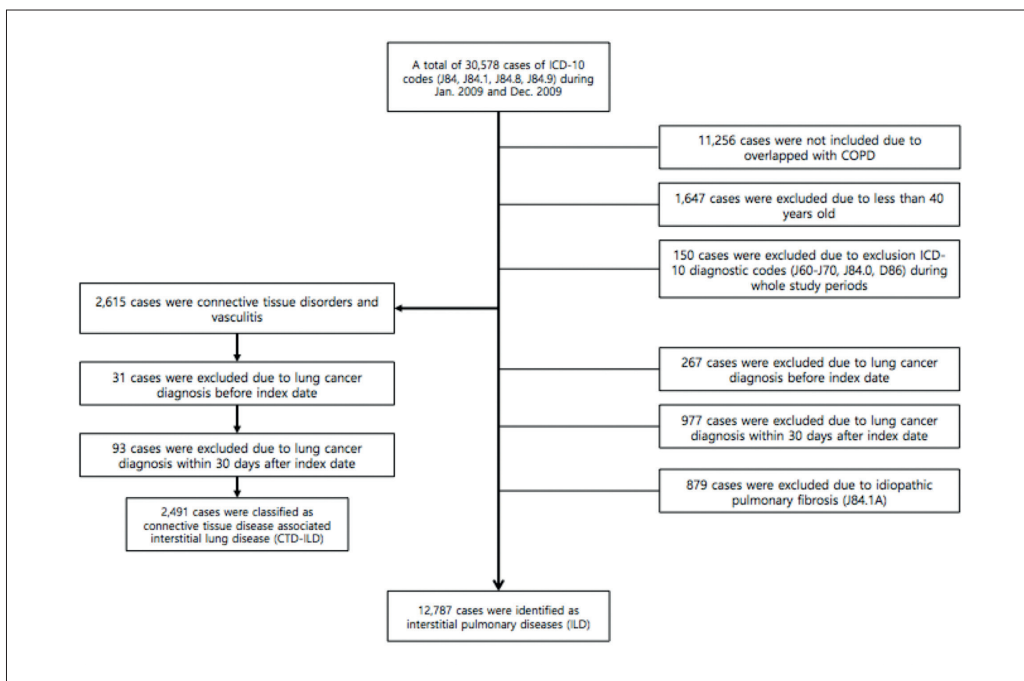 A total of 30,578 cases of ICD-10
codes (J84, J84.1, J84.8, J84.9) during
Jan. 2009 and Dec. 2009
11,256 cases were not included due to
overlapped with COPD
1,647 cases were excluded due to less than 40
years old
150 cases were excluded due to exclusion ICD-
10 diagnostic codes (J60-J70, J84.0, D86) during
whole study periods
2,615 cases were connective tissue disorders and
vasculitis
31 cases were excluded due to lung cancer
diagnosis before index date
93 cases were excluded due to lung cancer
diagnosis within 30 days after index date
2,491 cases were classified as
connective tissue disease associated
interstitial lung disease (CTD-ILD)
267 cases were excluded due to lung cancer
diagnosis before index date
977 cases were excluded due to lung cancer
diagnosis within 30 days after index date
879 cases were excluded due to idiopathic
pulmonary fibrosis (J84.1A)
12,787 cases were identified as
interstitial pulmonary diseases (ILD)